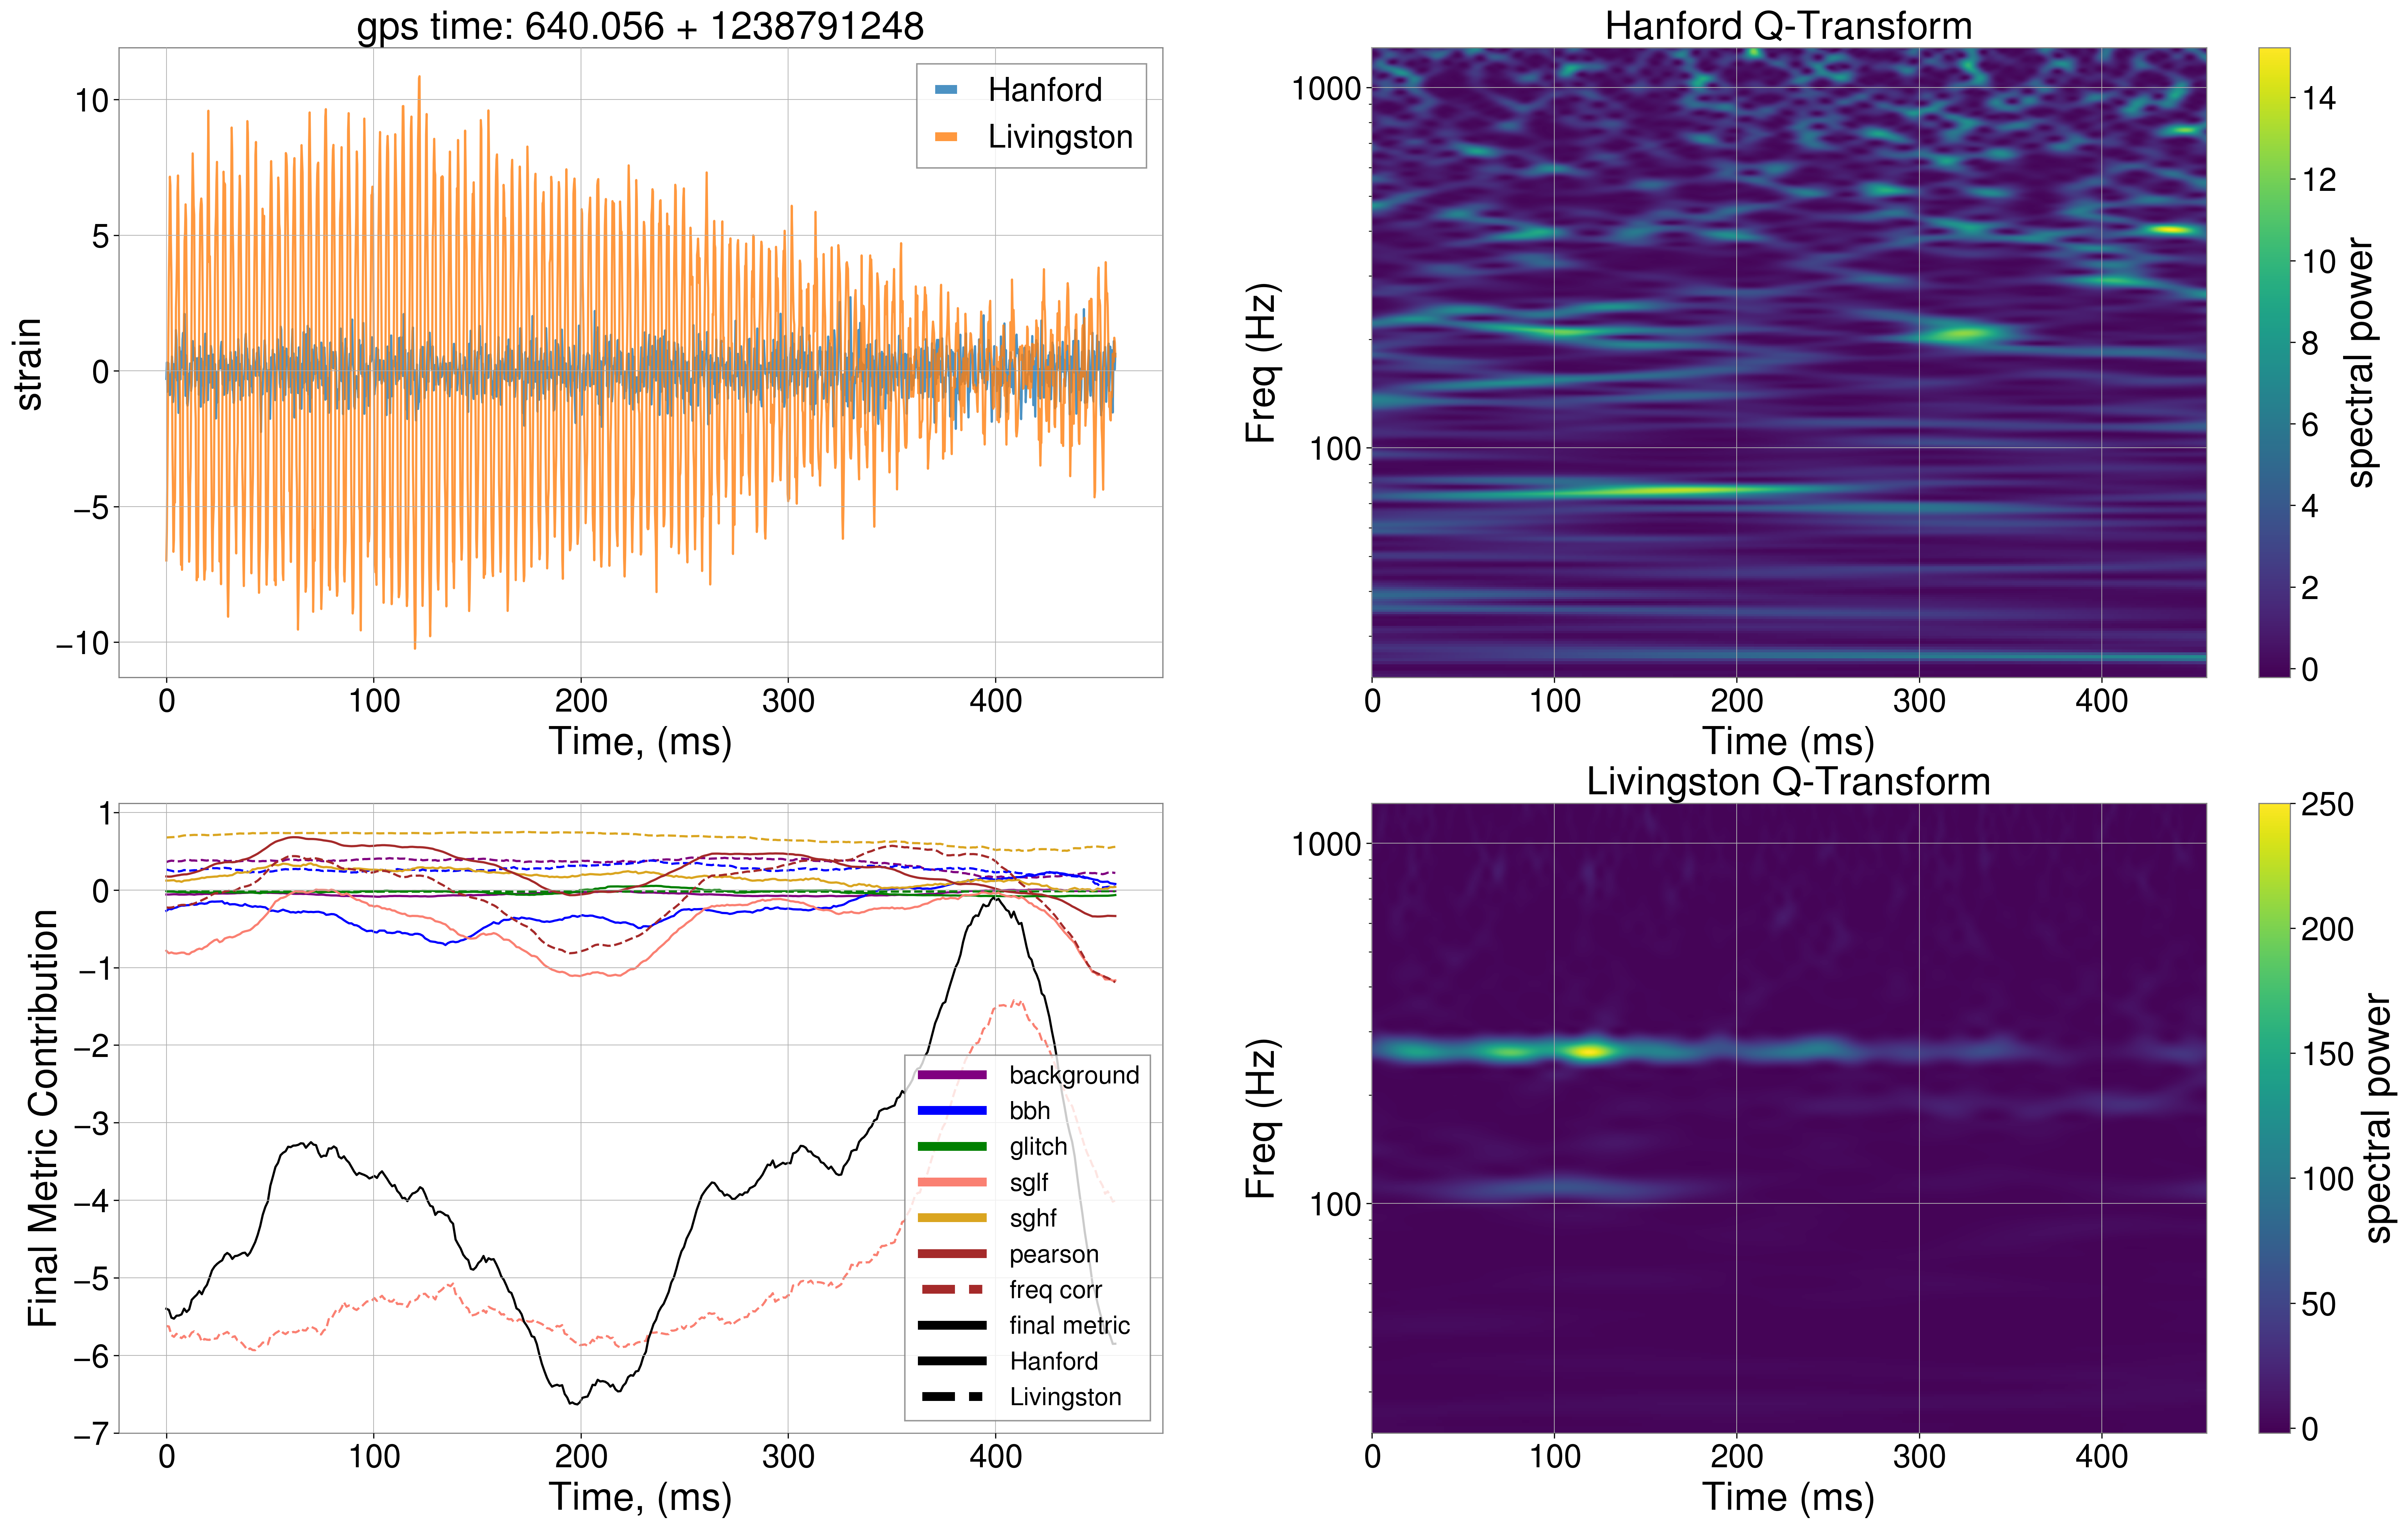 gps time: 640.056 + 1238791248
10
5
0
−5
−10
strain
Hanford
Livingston
0 100 200 300 400
Time, (ms)
Hanford Q-Transform
1000
100
Freq (Hz)
0 100 200 300 400
Time (ms)
14
12
10
8
6
4
2
0
spectral power
1
0
−1
−2
−3
−4
−5
−6
−7
Final Metric Contribution
background
bbh
glitch
sglf
sghf
pearson
freq corr
final metric
Hanford
Livingston
0 100 200 300 400
Time, (ms)
Livingston Q-Transform
1000
100
Freq (Hz)
0 100 200 300 400
Time (ms)
250
200
150
100
50
0
spectral power